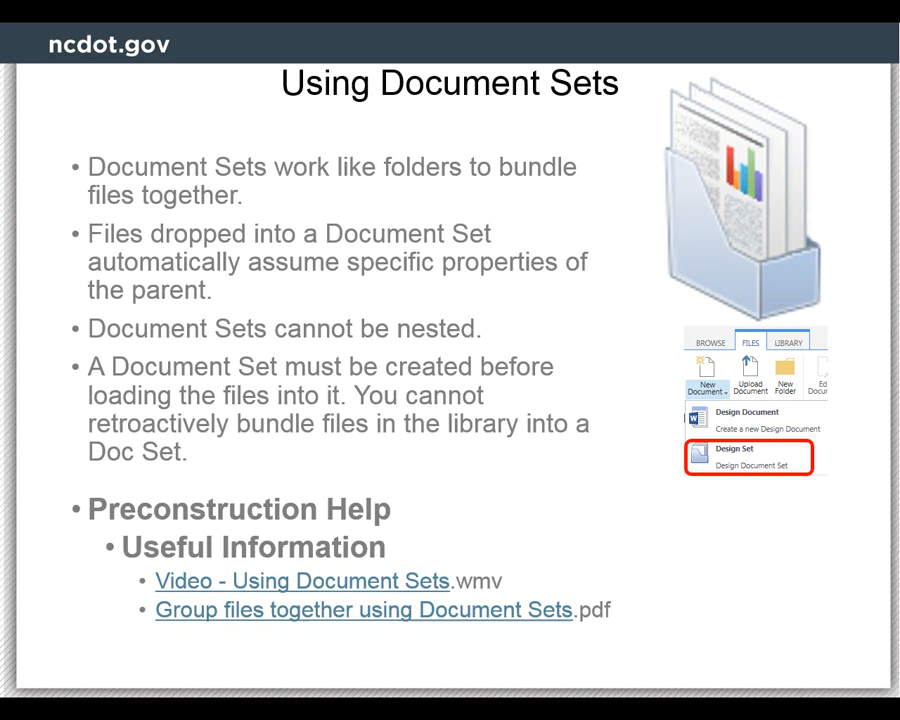 ncdot.gov
Using Document Sets
• Document Sets work like folders to bundle
files together.
• Files dropped into a Document Set
automatically assume specific properties of
the parent.
• Document Sets cannot be nested.
• A Document Set must be created before
loading the files into it. You cannot
retroactively bundle files in the library into a
Doc Set.
• Preconstruction Help
• Useful Information
• Video - Using Document Sets.wmv
• Group files together using Document Sets.pdf
BROWSE FILES LIBRARY
New Upload New Ed
Document Document Folder Docu
Design Document
Create a new Design Document
Design Set
Design Document Set